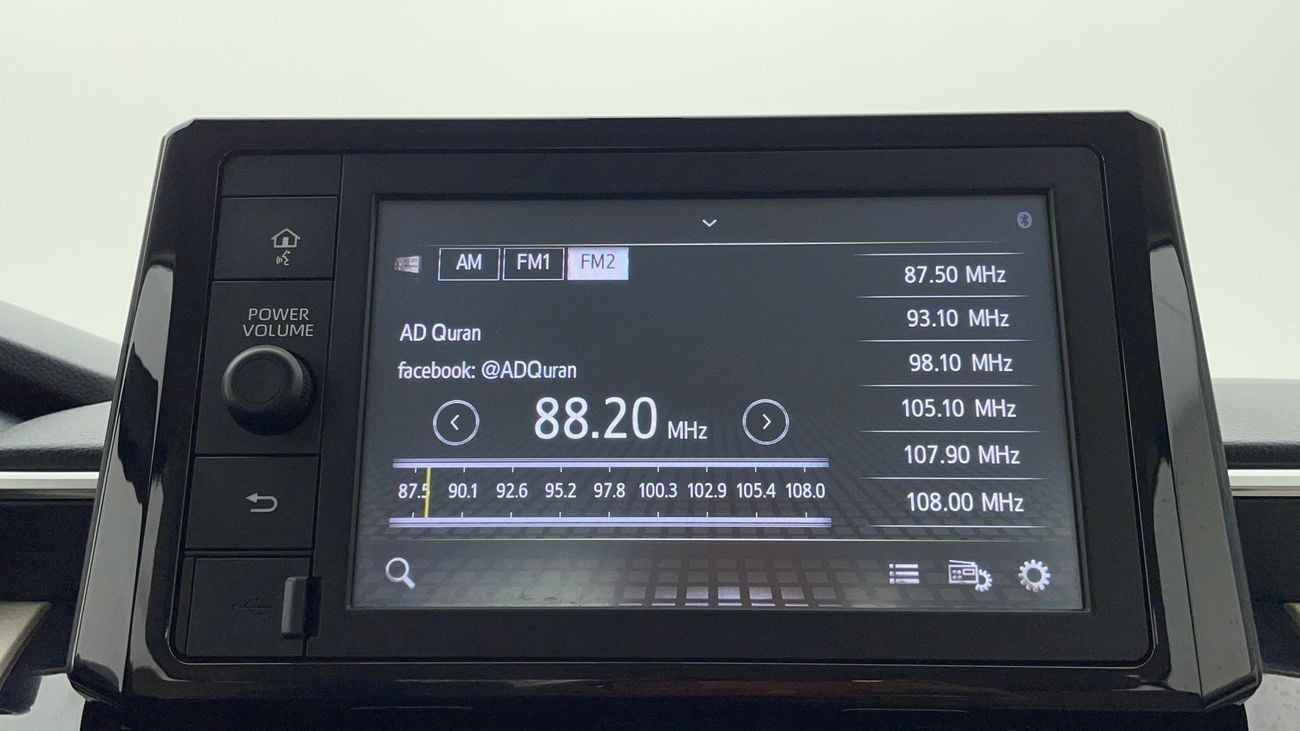 POWER
VOLUME
AM FM1 FM2
AD Quran
facebook: @ADQuran
88.20 MHz
87.5 90.1 92.6 95.2 97.8 100.3 102.9 105.4 108.0
87.50 MHz
93.10 MHz
98.10 MHz
105.10 MHz
107.90 MHz
108.00 MHz